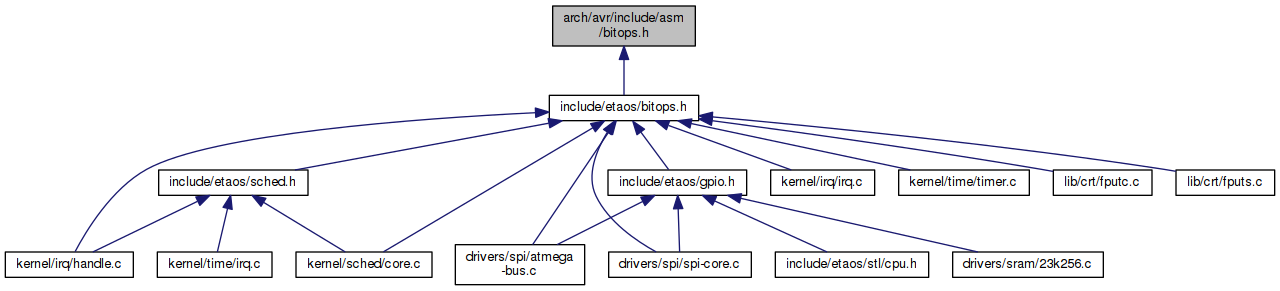 arch/avr/include/asm
/bitops.h
include/etaos/bitops.h
include/etaos/sched.h
include/etaos/gpio.h
kernel/irq/irq.c
kernel/time/timer.c
lib/crt/fputc.c
lib/crt/fputs.c
kernel/irq/handle.c
kernel/time/irq.c
kernel/sched/core.c
drivers/spi/atmega
-bus.c
drivers/spi/spi-core.c
include/etaos/stl/cpu.h
drivers/sram/23k256.c